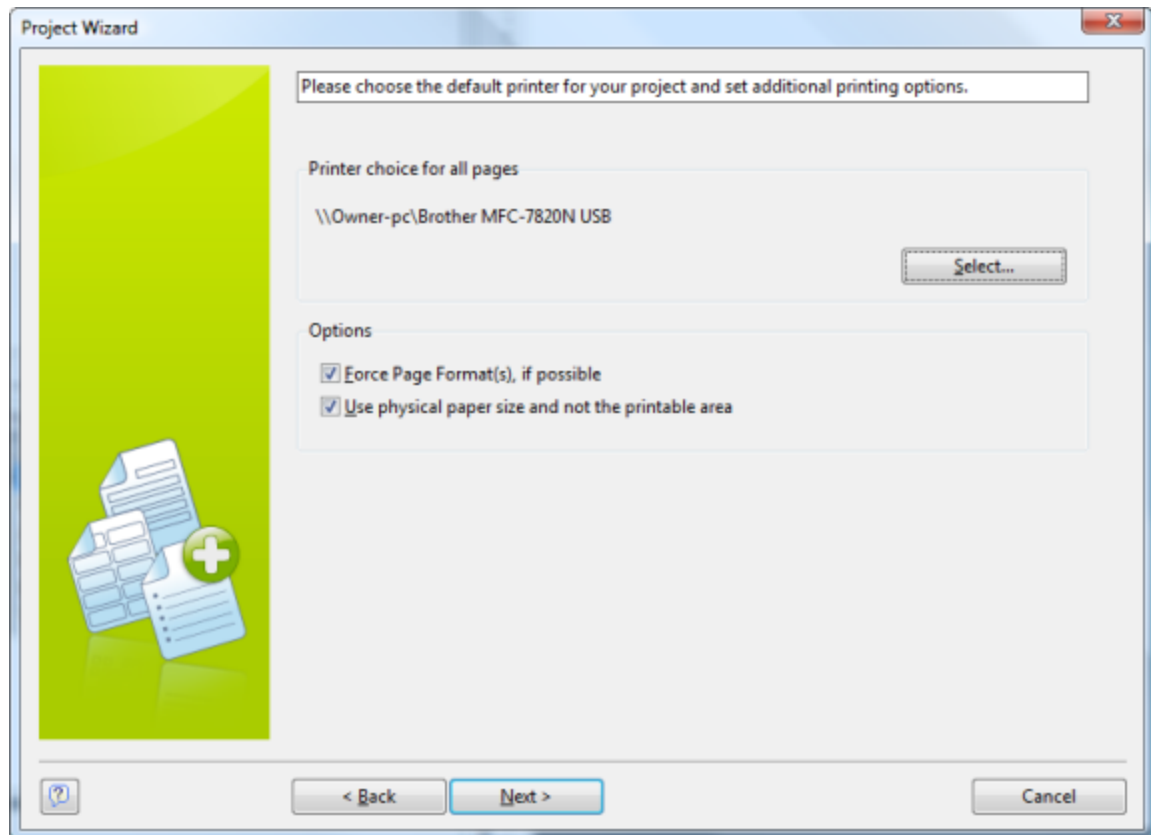 Project Wizard
Please choose the default printer for your project and set additional printing options.
Printer choice for all pages
\\Owner-pc\Brother MFC-7820N USB
Select...
Options
Force Page Format(s), if possible
Use physical paper size and not the printable area
?
< Back
Next >
Cancel